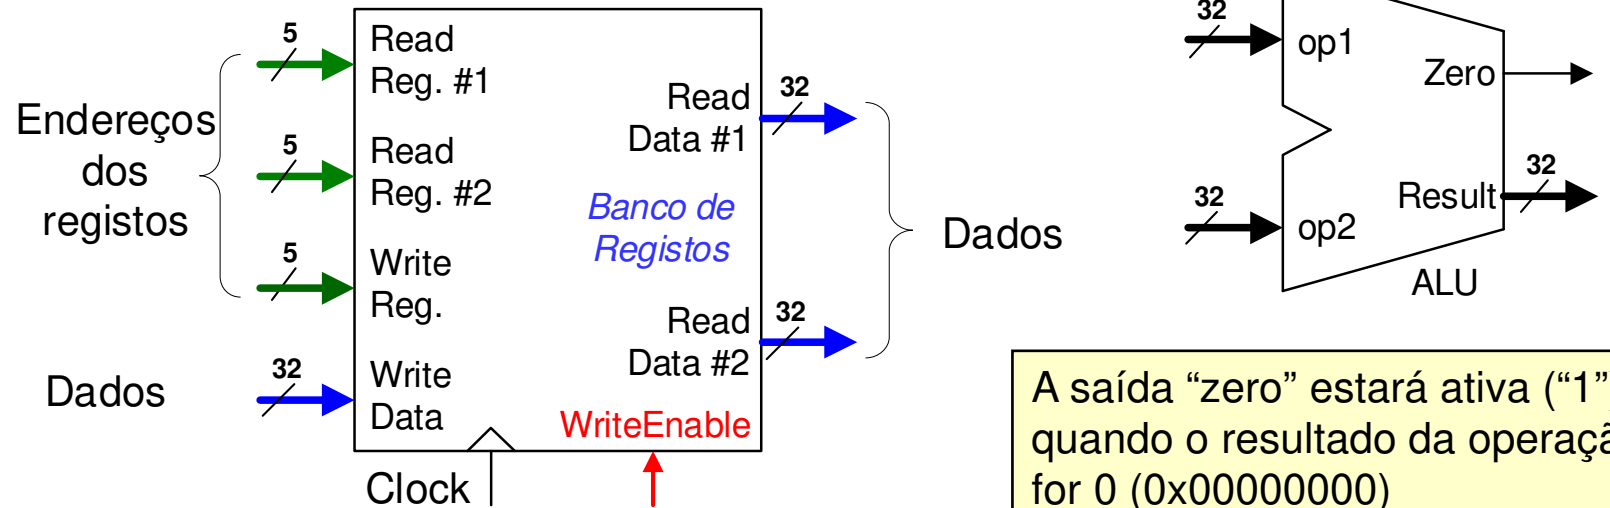 Endereços
dos
registos
Dados
5
5
5
32
Read
Reg. #1
Read
Reg. #2
Write
Reg.
Write
Data
Read
Data #1
Banco de
Registos
Read
Data #2
WriteEnable
Clock
32
32
Dados
32
op1
32
op2
Zero
Result
32
ALU
A saída “zero” estará ativa (“1”)
quando o resultado da operaçã
for 0 (0x00000000)